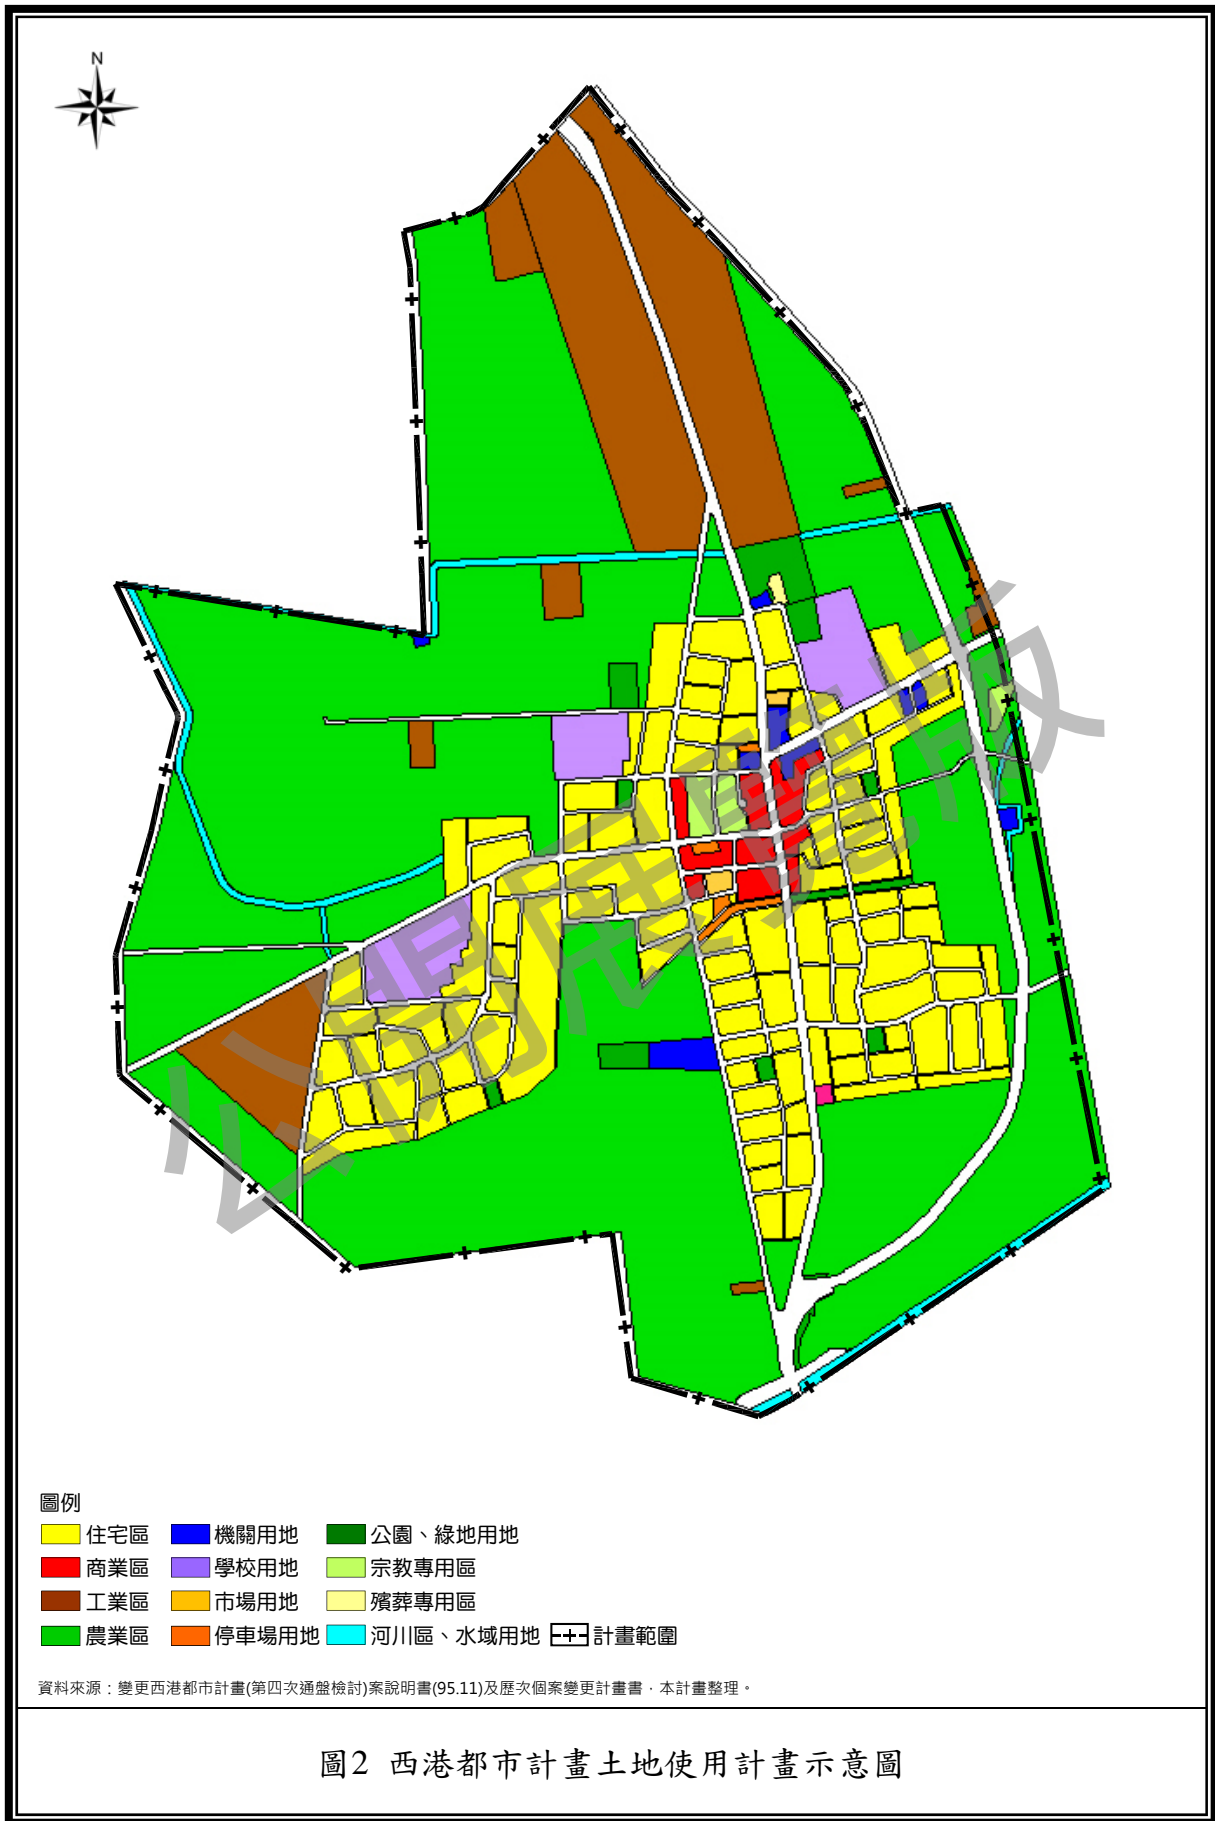 N
公開展覽版
圖例
住宅區 機關用地 公園、綠地用地
商業區 學校用地 宗教專用區
工業區 市場用地 殯葬專用區
農業區 停車場用地 河川區、水域用地 計畫範圍
資料來源：變更西港都市計畫(第四次通盤檢討)案說明書(95.11)及歷次個案變更計畫書，本計畫整理。
圖2 西港都市計畫土地使用計畫示意圖